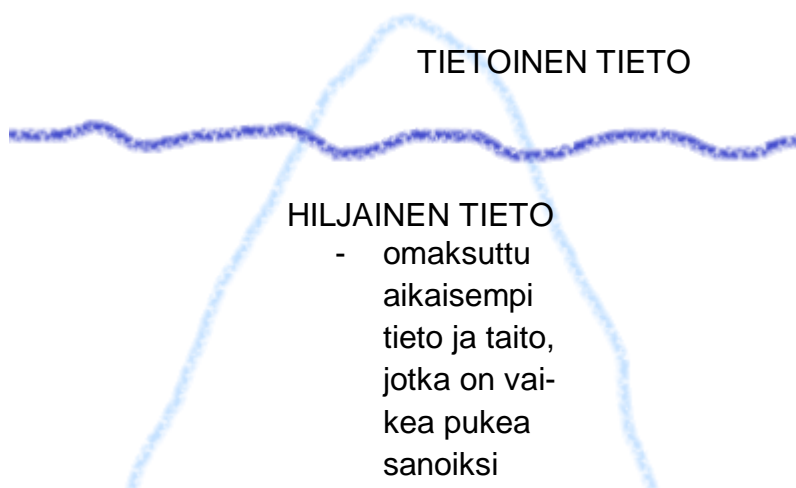 TIETOINEN TIETO
HILJAINEN TIETO
- omaksuttu
aikaisempi
tieto ja taito,
jotka on vai-
kea pukea
sanoiksi